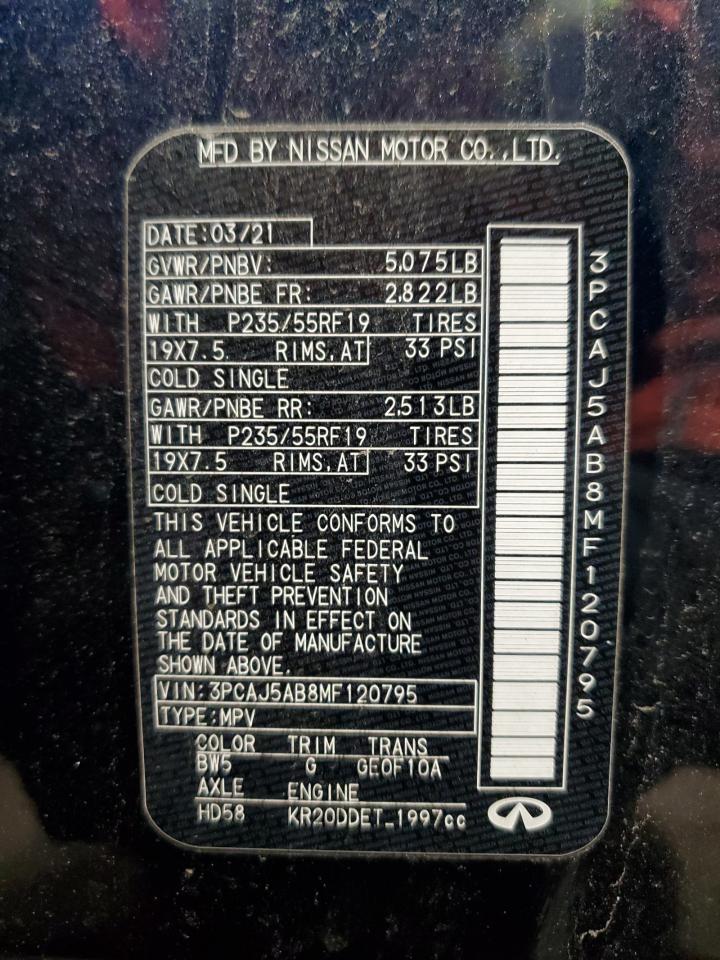 MFD BY NISSAN MOTOR CO.,LTD.
DATE:03/21
GVWR/PNBV: 5,075LB
GAWR/PNBE FR: 2,822LB
WITH P235/55RF19 TIRES
19X7.5 RIMS,AT 33 PSI
COLD SINGLE
GAWR/PNBE RR: 2,513LB
WITH P235/55RF19 TIRES
19X7.5 RIMS,AT 33 PSI
COLD SINGLE
THIS VEHICLE CONFORMS TO
ALL APPLICABLE FEDERAL
MOTOR VEHICLE SAFETY
AND THEFT PREVENTION
STANDARDS IN EFFECT ON
THE DATE OF MANUFACTURE
SHOWN ABOVE.
VIN:3PCAJ5AB8MF120795
TYPE:MPV
COLOR TRIM TRANS
BW5 G GE0F10A
AXLE ENGINE
HD58 KR20DDET_1997cc
3PCAJ5AB8MF120795